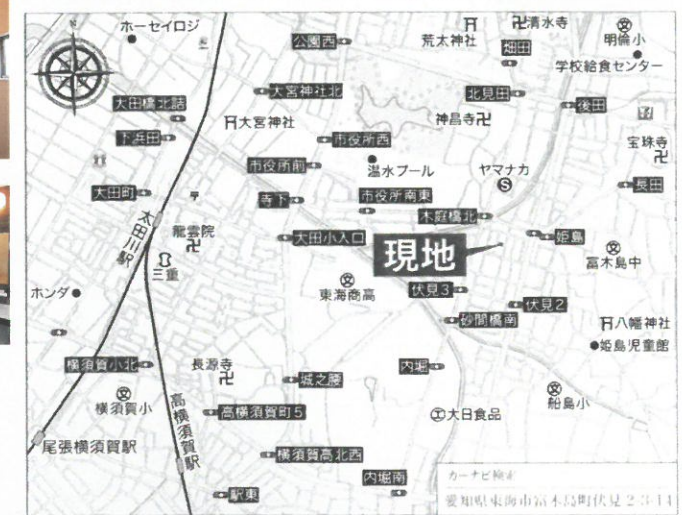 ホーセイロジ
公園西
荒太神社
清水寺
畑田
明倫小
学校給食センター
大田橋北詰
大宮神社北
北見田
後田
下浜田
大宮神社
市役所西
神昌寺
宝珠寺
市役所前
温水プール
ヤマナカ
S
長田
大田町
寺下
市役所南東
木庭橋北
太田川駅
龍雲院
大田小入口
現地
姫島
富木島中
三重
東海商高
伏見3
伏見2
ホンダ
砂間橋南
八幡神社
姫島児童館
横須賀小北
長源寺
内堀
城之腰
横須賀小
高横須賀町5
大日食品
船島小
高横須賀駅
尾張横須賀駅
横須賀高北西
内堀南
駅東
カーナビ検索
愛知県東海市富木島町伏見2-3-14